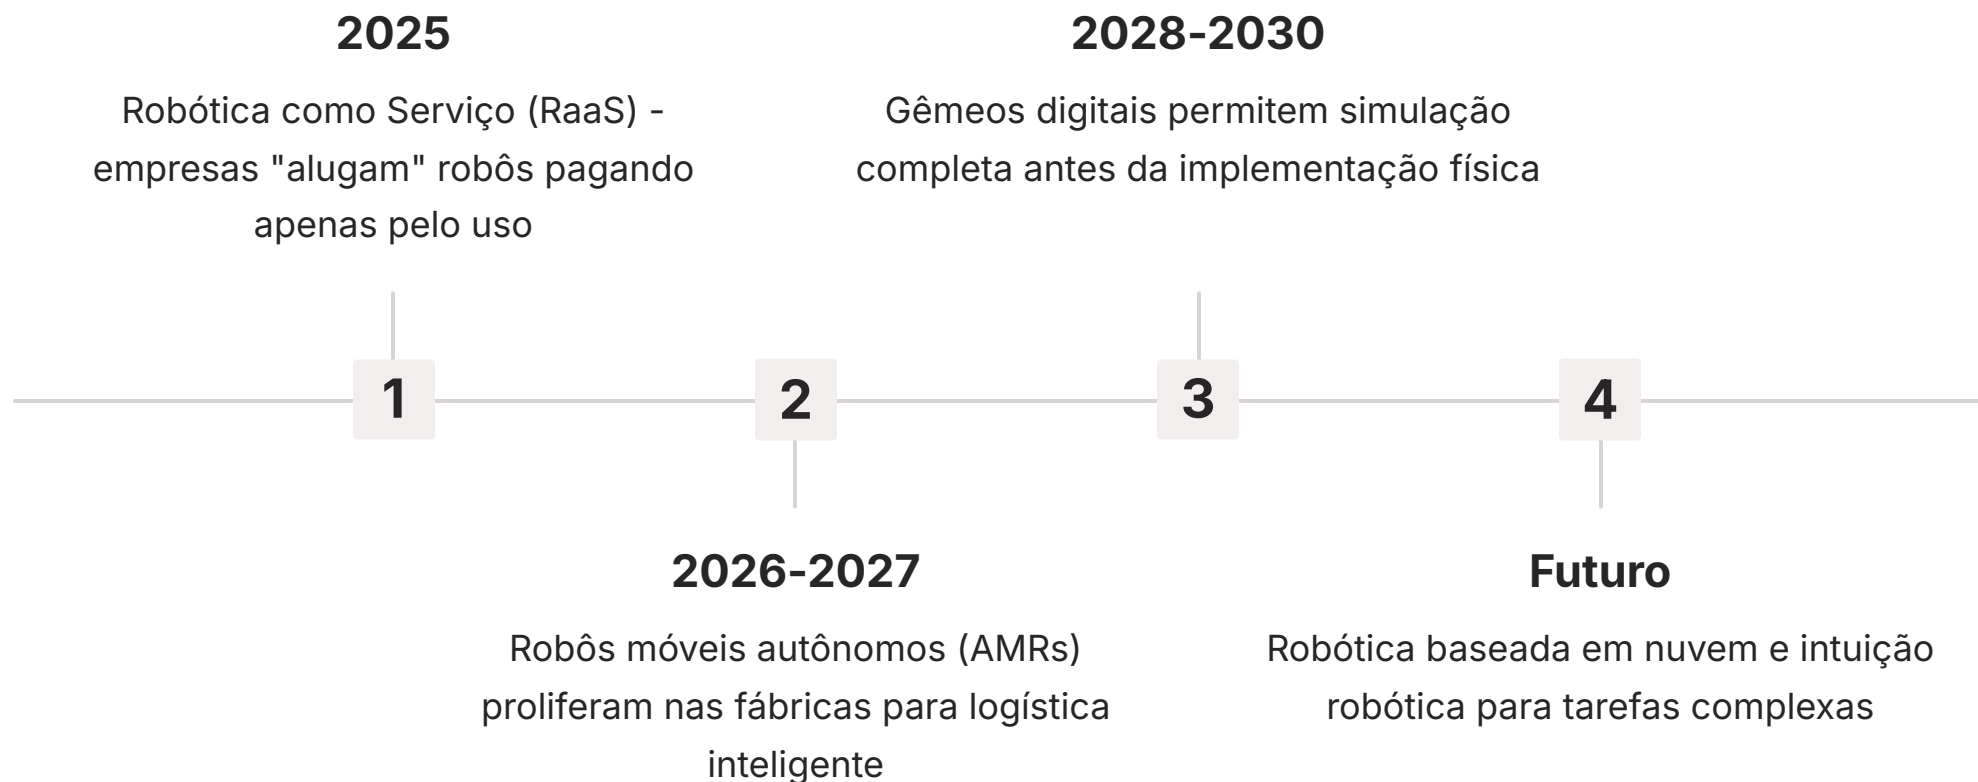 2025
Robótica como Serviço (RaaS) -
empresas "alugam" robôs pagando
apenas pelo uso
2028-2030
Gêmeos digitais permitem simulação
completa antes da implementação física
1
2
3
4
2026-2027
Robôs móveis autônomos (AMRs)
proliferam nas fábricas para logística
inteligente
Futuro
Robótica baseada em nuvem e intuição
robótica para tarefas complexas